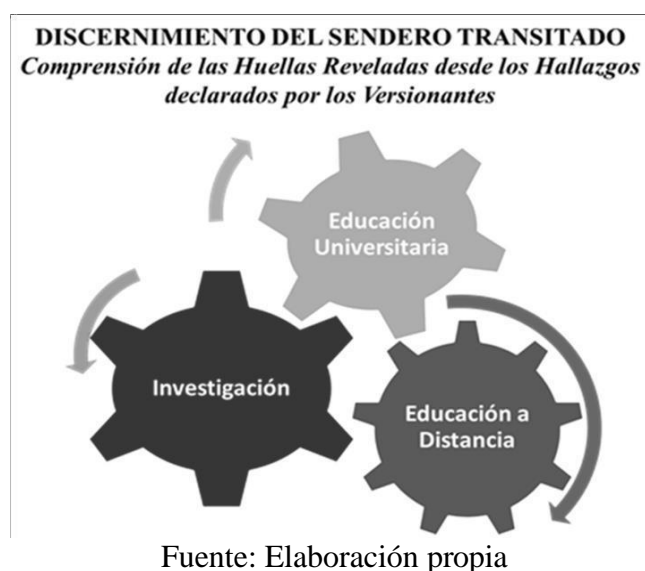 DISCERNIMIENTO DEL SENDERO TRANSITADO
Comprensión de las Huellas Reveladas desde los Hallazgos
declarados por los Versionantes
Educación
Universitaria
Investigación
Educación a
Distancia
Fuente: Elaboración propia